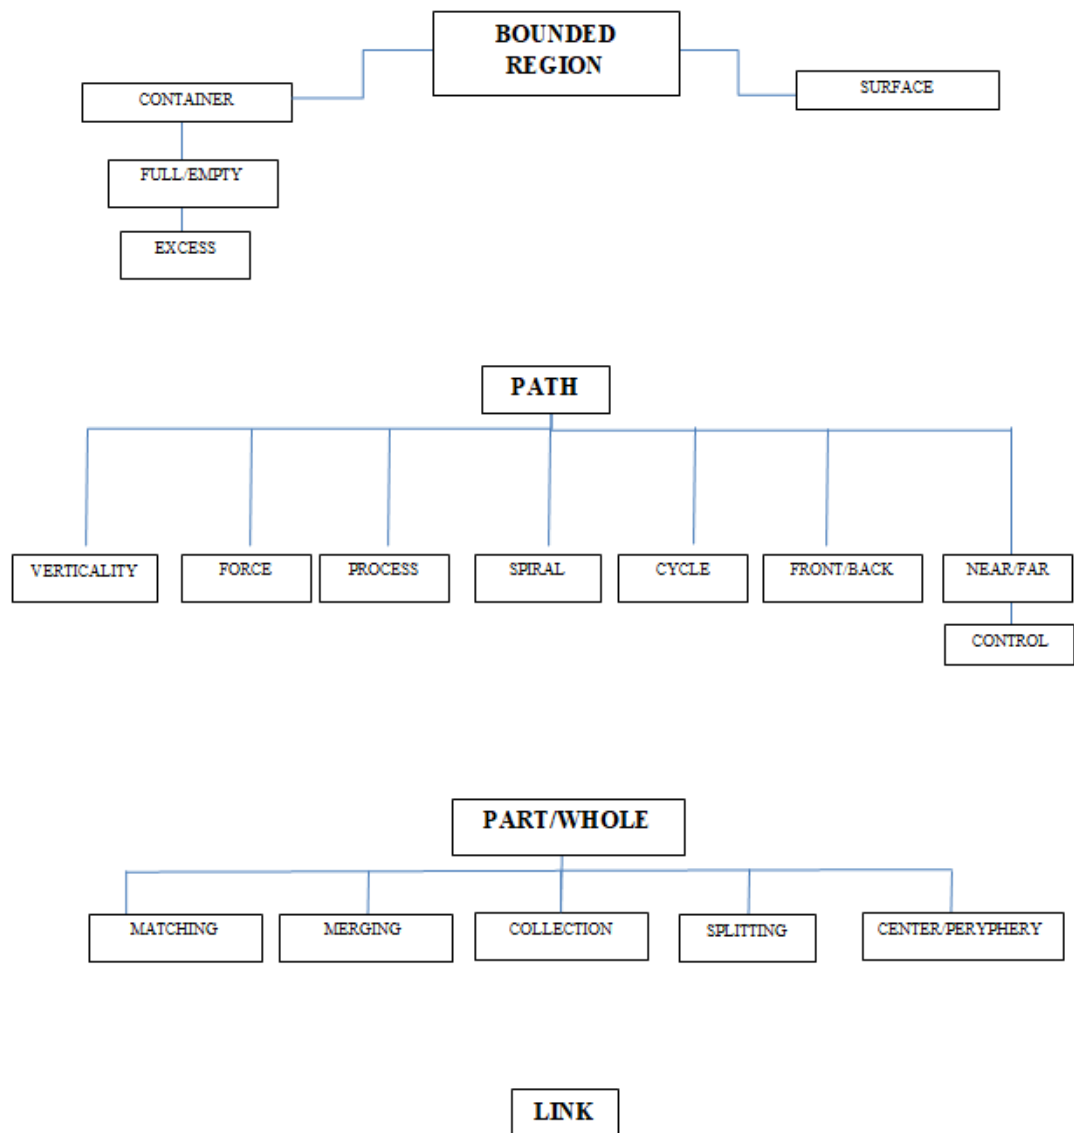 BOUNDED
REGION
CONTAINER
SURFACE
FULL/EMPTY
EXCESS
PATH
VERTICALITY
FORCE
PROCESS
SPIRAL
CYCLE
FRONT/BACK
NEAR/FAR
CONTROL
PART/WHOLE
MATCHING
MERGING
COLLECTION
SPLITTING
CENTER/PERYPHERY
LINK